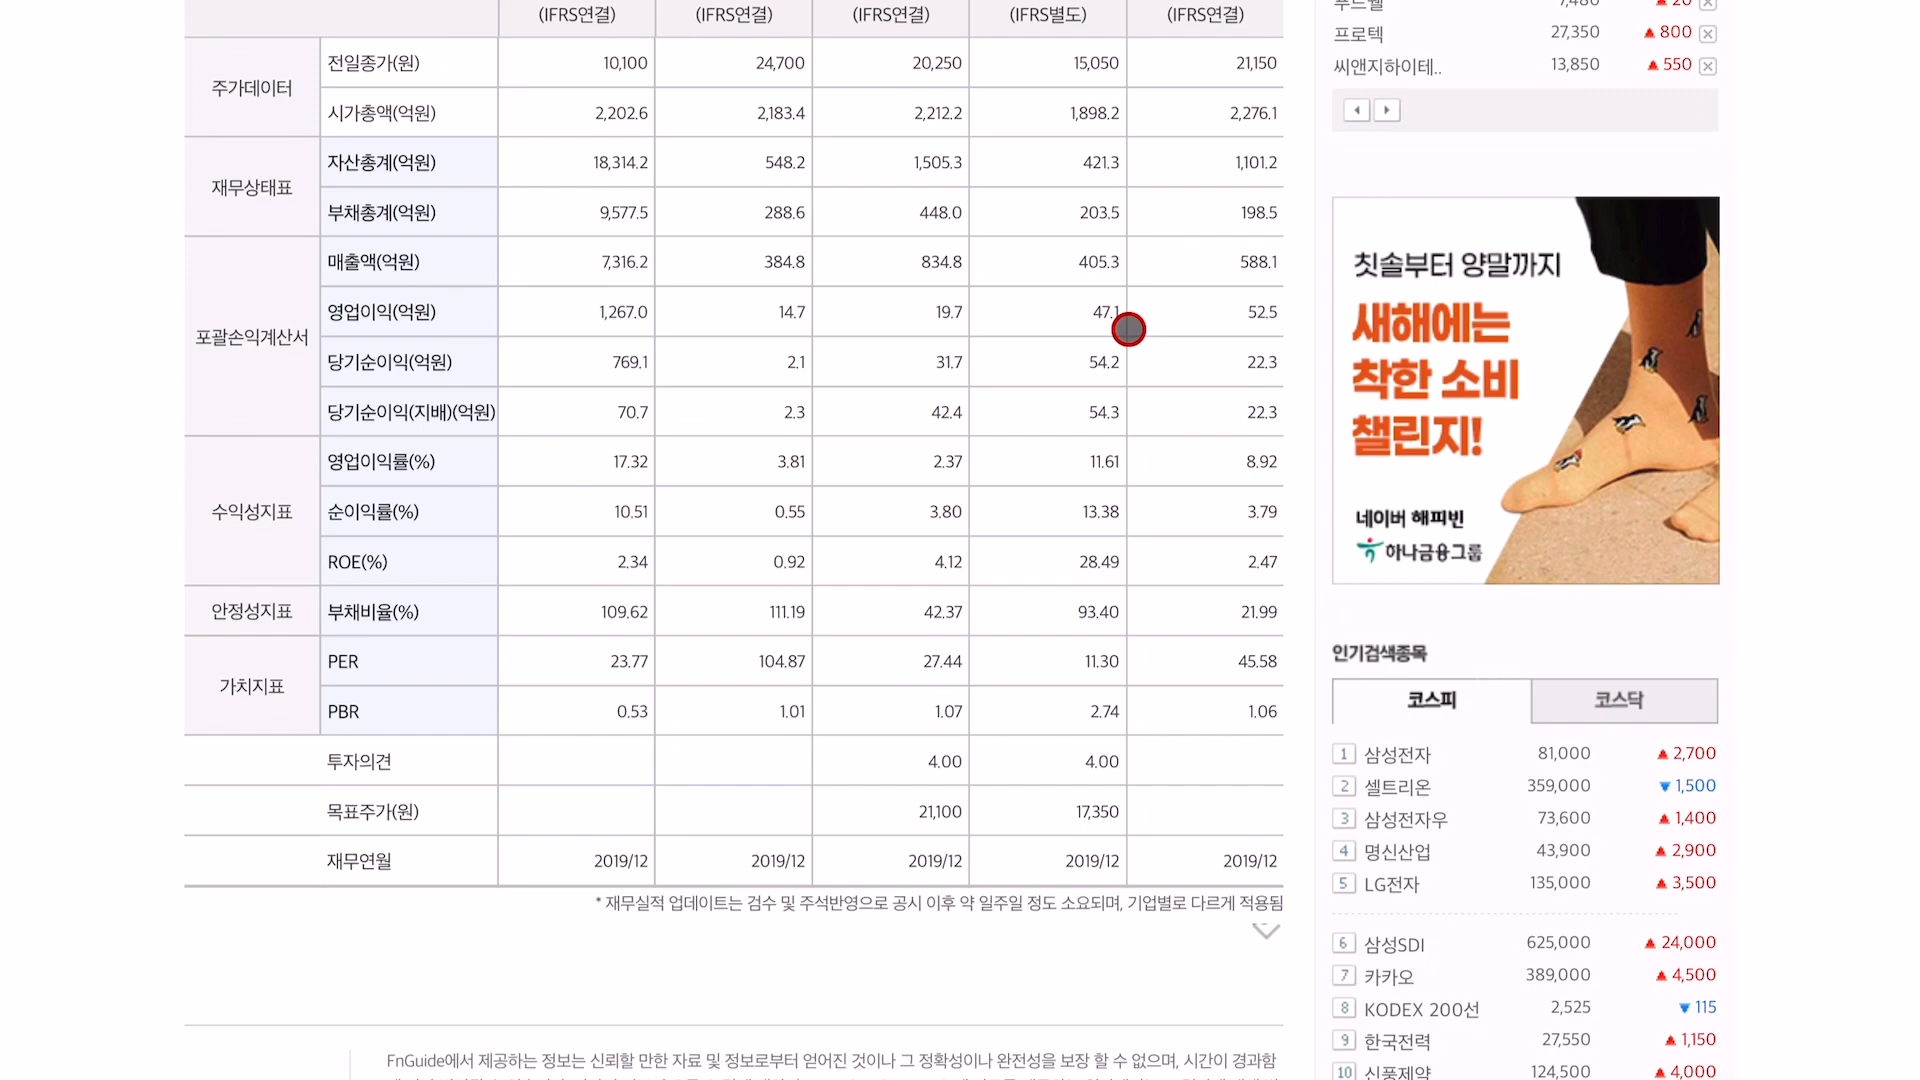 (IFRS연결) (IFRS연결) (IFRS연결) (IFRS별도) (IFRS연결)
주가데이터
전일종가(원) 10,100 24,700 20,250 15,050 21,150
시가총액(억원) 2,202.6 2,183.4 2,212.2 1,898.2 2,276.1
재무상태표
자산총계(억원) 18,314.2 548.2 1,505.3 421.3 1,101.2
부채총계(억원) 9,577.5 288.6 448.0 203.5 198.5
포괄손익계산서
매출액(억원) 7,316.2 384.8 834.8 405.3 588.1
영업이익(억원) 1,267.0 14.7 19.7 47.1 52.5
당기순이익(억원) 769.1 2.1 31.7 54.2 22.3
당기순이익(지배)(억원) 70.7 2.3 42.4 54.3 22.3
수익성지표
영업이익률(%) 17.32 3.81 2.37 11.61 8.92
순이익률(%) 10.51 0.55 3.80 13.38 3.79
ROE(%) 2.34 0.92 4.12 28.49 2.47
안정성지표
부채비율(%) 109.62 111.19 42.37 93.40 21.99
가치지표
PER 23.77 104.87 27.44 11.30 45.58
PBR 0.53 1.01 1.07 2.74 1.06
투자의견 4.00 4.00
목표주가(원) 21,100 17,350
재무연월 2019/12 2019/12 2019/12 2019/12 2019/12
* 재무실적 업데이트는 검수 및 주석반영으로 공시 이후 약 일주일 정도 소요되며, 기업별로 다르게 적용됨
FnGuide에서 제공하는 정보는 신뢰할 만한 자료 및 정보로부터 얻어진 것이나 그 정확성이나 완전성을 보장 할 수 없으며, 시간이 경과함
프로텍 27,350 ▲ 800
씨앤지하이테.. 13,850 ▲ 550
칫솔부터 양말까지
새해에는
착한 소비
챌린지!
네이버 해피빈
하나금융그룹
인기검색종목
코스피 코스닥
1 삼성전자 81,000 ▲ 2,700
2 셀트리온 359,000 ▼ 1,500
3 삼성전자우 73,600 ▲ 1,400
4 명신산업 43,900 ▲ 2,900
5 LG전자 135,000 ▲ 3,500
6 삼성SDI 625,000 ▲ 24,000
7 카카오 389,000 ▲ 4,500
8 KODEX 200선 2,525 ▼ 115
9 한국전력 27,550 ▲ 1,150
10 신풍제약 124,500 ▲ 4,000